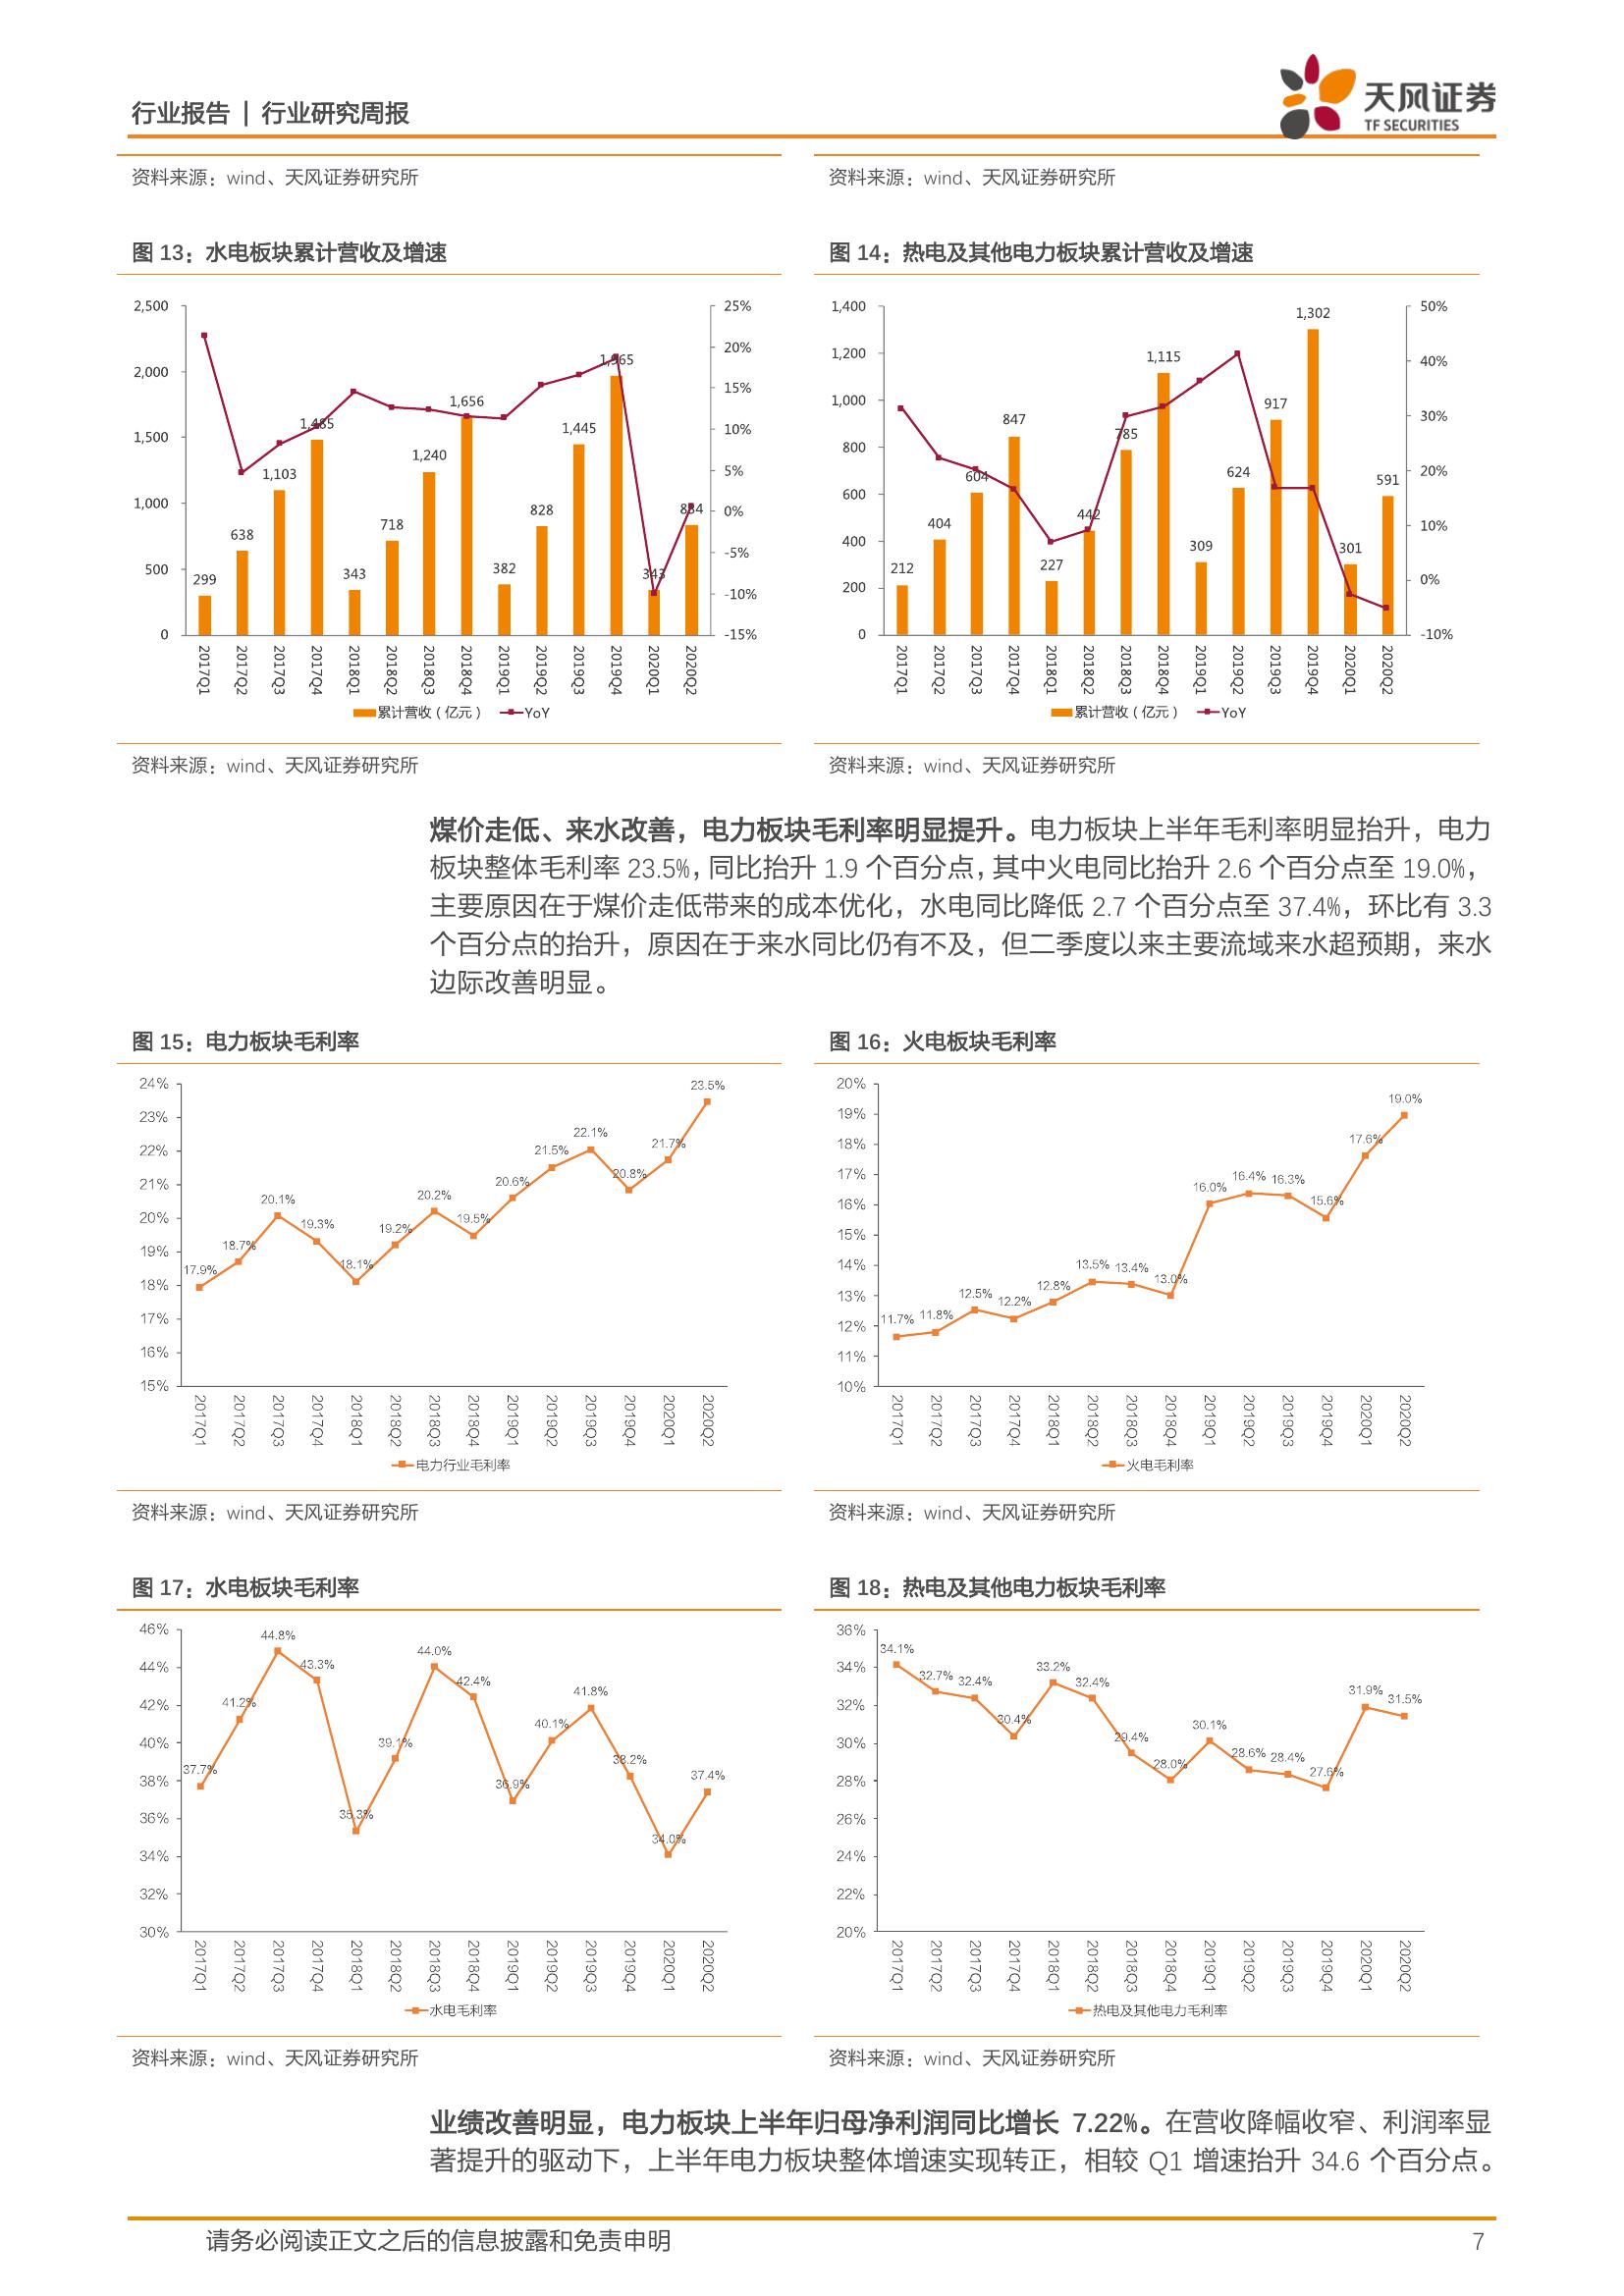 行业报告 | 行业研究周报
天风证券
TF SECURITIES
资料来源：wind、天风证券研究所
资料来源：wind、天风证券研究所
图 13：水电板块累计营收及增速
2,500
2,000
1,500
1,000
500
0
25%
20%
15%
10%
5%
0%
-5%
-10%
-15%
299
638
1,103
1,485
343
718
1,240
1,656
382
828
1,445
1,965
343
834
2017Q1
2017Q2
2017Q3
2017Q4
2018Q1
2018Q2
2018Q3
2018Q4
2019Q1
2019Q2
2019Q3
2019Q4
2020Q1
2020Q2
累计营收（亿元） YoY
图 14：热电及其他电力板块累计营收及增速
1,400
1,200
1,000
800
600
400
200
0
50%
40%
30%
20%
10%
0%
-10%
212
404
604
847
227
442
785
1,115
309
624
917
1,302
301
591
2017Q1
2017Q2
2017Q3
2017Q4
2018Q1
2018Q2
2018Q3
2018Q4
2019Q1
2019Q2
2019Q3
2019Q4
2020Q1
2020Q2
累计营收（亿元） YoY
资料来源：wind、天风证券研究所
资料来源：wind、天风证券研究所
煤价走低、来水改善，电力板块毛利率明显提升。电力板块上半年毛利率明显抬升，电力
板块整体毛利率 23.5%，同比抬升 1.9 个百分点，其中火电同比抬升 2.6 个百分点至 19.0%，
主要原因在于煤价走低带来的成本优化，水电同比降低 2.7 个百分点至 37.4%，环比有 3.3
个百分点的抬升，原因在于来水同比仍有不及，但二季度以来主要流域来水超预期，来水
边际改善明显。
图 15：电力板块毛利率
24%
23%
22%
21%
20%
19%
18%
17%
16%
15%
17.9%
18.7%
20.1%
19.3%
18.1%
19.2%
20.2%
19.5%
20.6%
21.5%
22.1%
20.8%
21.7%
23.5%
2017Q1
2017Q2
2017Q3
2017Q4
2018Q1
2018Q2
2018Q3
2018Q4
2019Q1
2019Q2
2019Q3
2019Q4
2020Q1
2020Q2
电力行业毛利率
图 16：火电板块毛利率
20%
19%
18%
17%
16%
15%
14%
13%
12%
11%
10%
11.7%
11.8%
12.5%
12.2%
12.8%
13.5%
13.4%
13.0%
16.0%
16.4%
16.3%
15.6%
17.6%
19.0%
2017Q1
2017Q2
2017Q3
2017Q4
2018Q1
2018Q2
2018Q3
2018Q4
2019Q1
2019Q2
2019Q3
2019Q4
2020Q1
2020Q2
火电毛利率
资料来源：wind、天风证券研究所
资料来源：wind、天风证券研究所
图 17：水电板块毛利率
46%
44%
42%
40%
38%
36%
34%
32%
30%
37.7%
41.2%
44.8%
43.3%
35.3%
39.1%
44.0%
42.4%
36.9%
40.1%
41.8%
38.2%
34.0%
37.4%
2017Q1
2017Q2
2017Q3
2017Q4
2018Q1
2018Q2
2018Q3
2018Q4
2019Q1
2019Q2
2019Q3
2019Q4
2020Q1
2020Q2
水电毛利率
图 18：热电及其他电力板块毛利率
36%
34%
32%
30%
28%
26%
24%
22%
20%
34.1%
32.7%
32.4%
30.4%
33.2%
32.4%
29.4%
28.0%
30.1%
28.6%
28.4%
27.6%
31.9%
31.5%
2017Q1
2017Q2
2017Q3
2017Q4
2018Q1
2018Q2
2018Q3
2018Q4
2019Q1
2019Q2
2019Q3
2019Q4
2020Q1
2020Q2
热电及其他电力毛利率
资料来源：wind、天风证券研究所
资料来源：wind、天风证券研究所
业绩改善明显，电力板块上半年归母净利润同比增长 7.22%。在营收降幅收窄、利润率显
著提升的驱动下，上半年电力板块整体增速实现转正，相较 Q1 增速抬升 34.6 个百分点。
请务必阅读正文之后的信息披露和免责申明
7